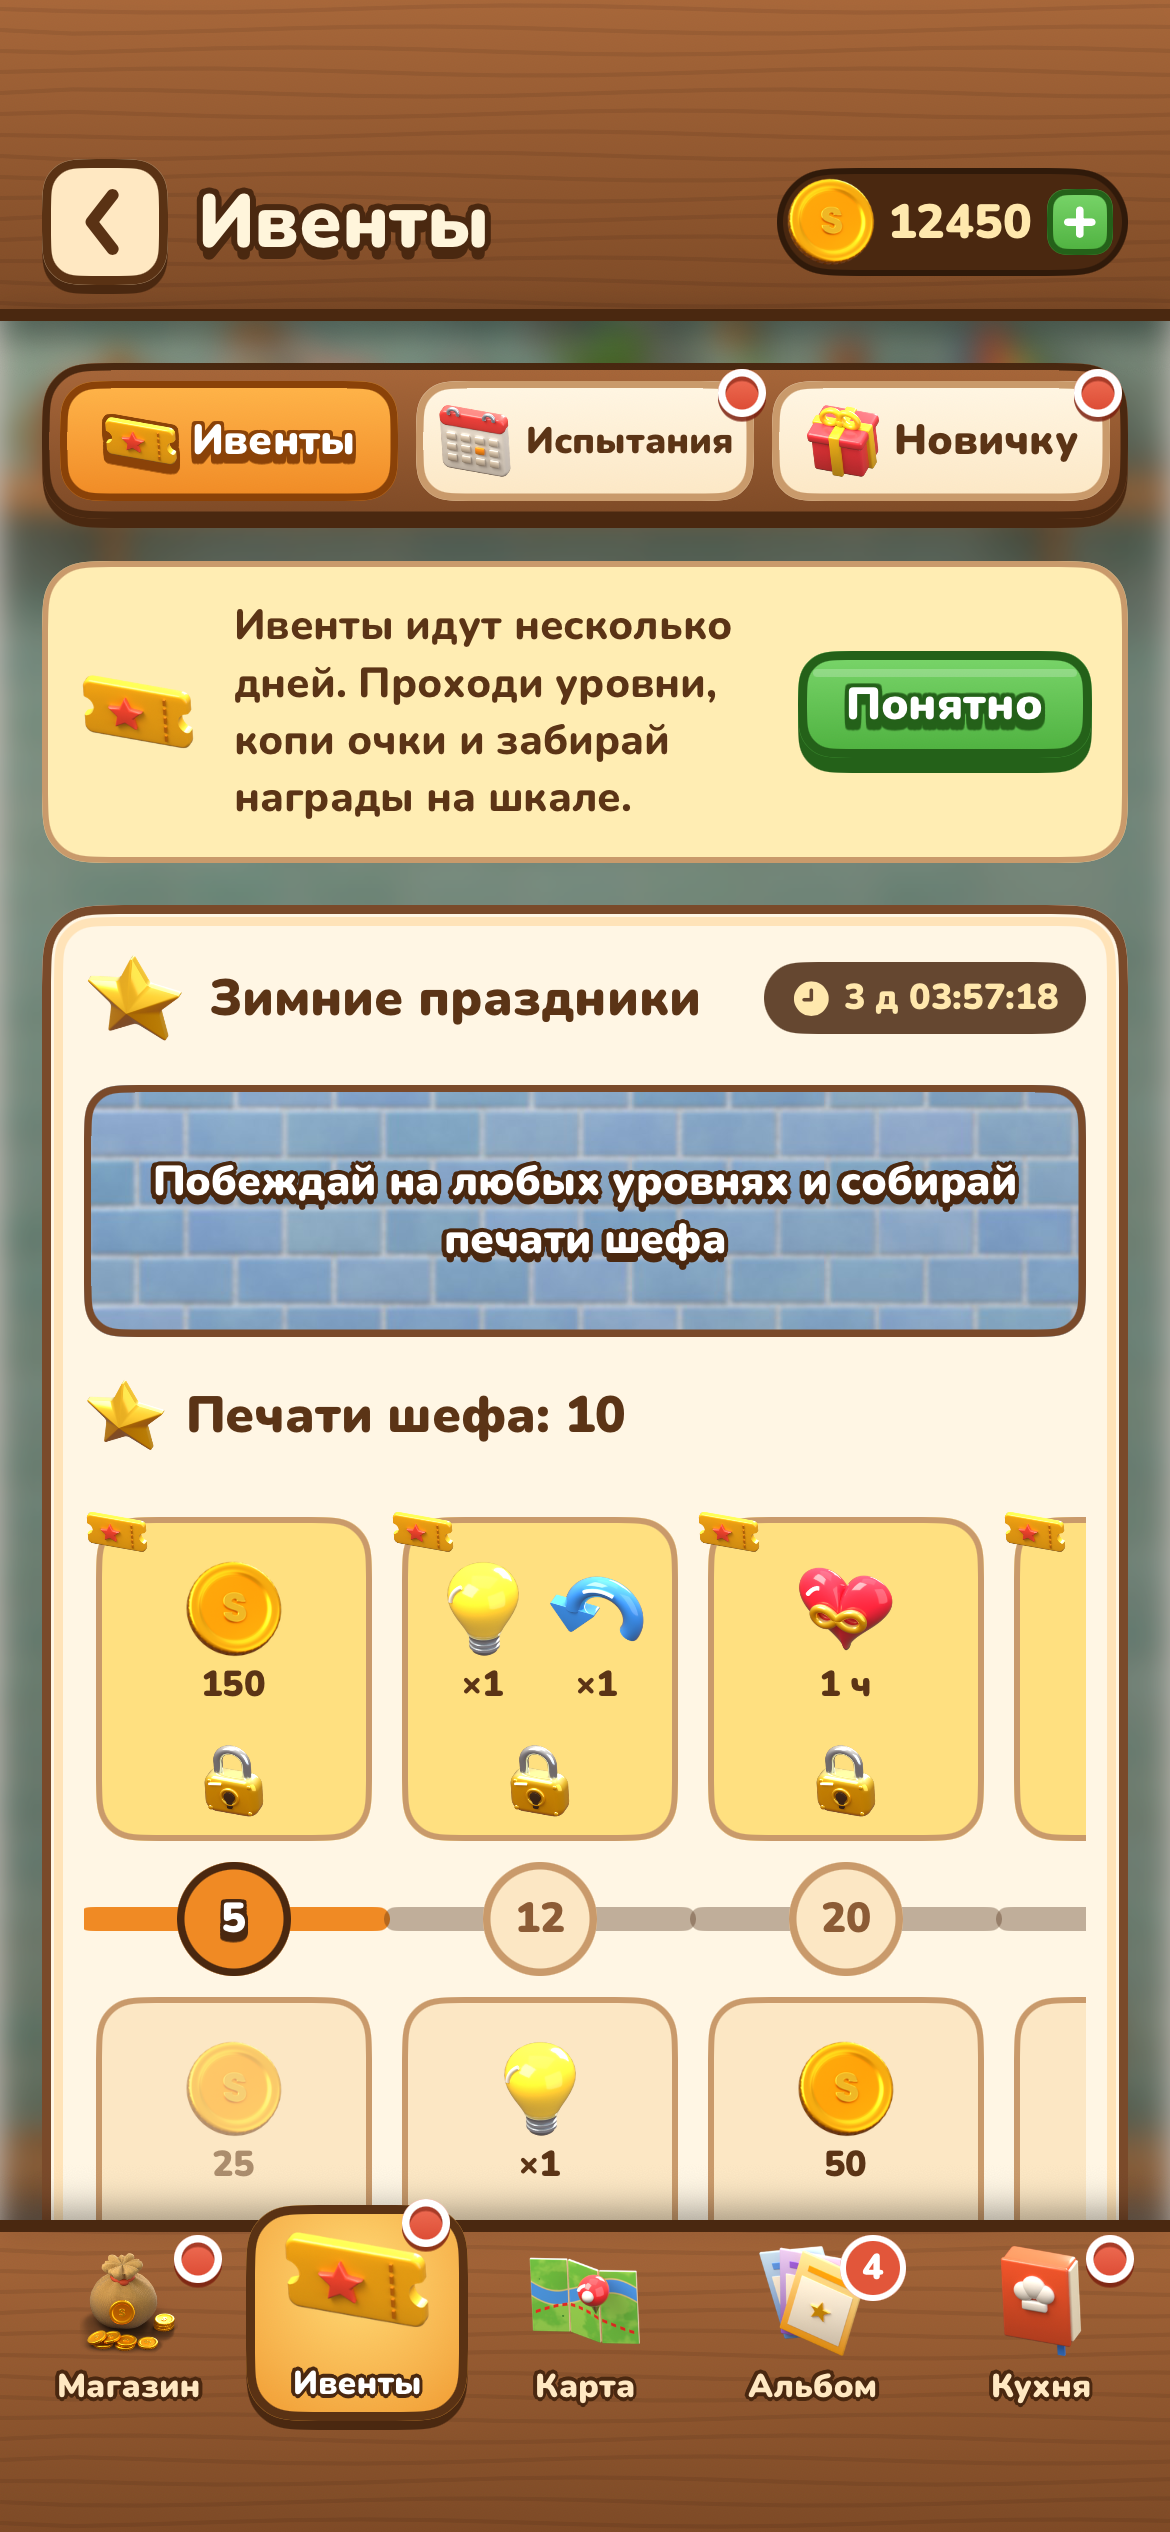 Ивенты
12450
Ивенты
Испытания
Новичку
Ивенты идут несколько
дней. Проходи уровни,
копи очки и забирай
награды на шкале.
Понятно
Зимние праздники
3 д 03:57:18
Побеждай на любых уровнях и собирай
печати шефа
Печати шефа: 10
150
×1 ×1
1 ч
5
12
20
25
×1
50
4
Магазин
Ивенты
Карта
Альбом
Кухня